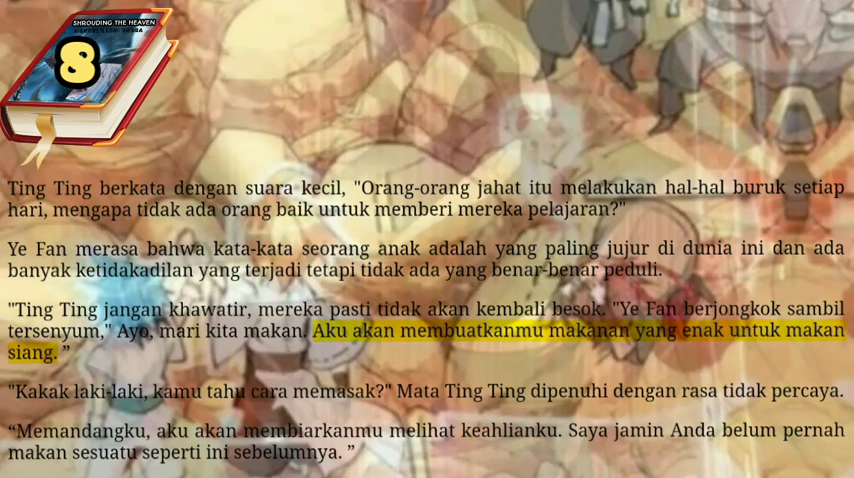 SHROUDING THE HEAVEN
8
Ting Ting berkata dengan suara kecil, "Orang-orang jahat itu melakukan hal-hal buruk setiap
hari, mengapa tidak ada orang baik untuk memberi mereka pelajaran?"
Ye Fan merasa bahwa kata-kata seorang anak adalah yang paling jujur di dunia ini dan ada
banyak ketidakadilan yang terjadi tetapi tidak ada yang benar-benar peduli.
"Ting Ting jangan khawatir, mereka pasti tidak akan kembali besok. "Ye Fan berjongkok sambil
tersenyum," Ayo, mari kita makan. Aku akan membuatkanmu makanan yang enak untuk makan
siang. ”
"Kakak laki-laki, kamu tahu cara memasak?" Mata Ting Ting dipenuhi dengan rasa tidak percaya.
“Memandangku, aku akan membiarkanmu melihat keahlianku. Saya jamin Anda belum pernah
makan sesuatu seperti ini sebelumnya. ”